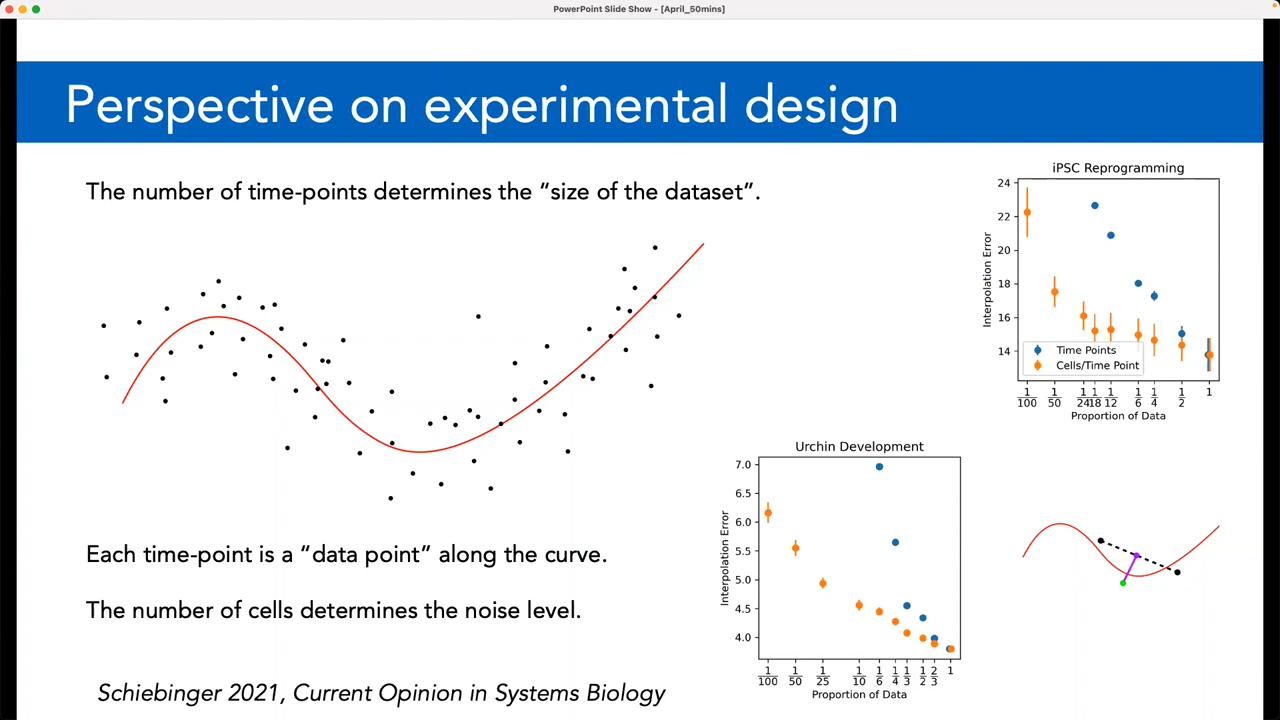 PowerPoint Slide Show - [April_50mins]
Perspective on experimental design
The number of time-points determines the “size of the dataset”.
Each time-point is a “data point” along the curve.
The number of cells determines the noise level.
Schiebinger 2021, Current Opinion in Systems Biology
iPSC Reprogramming
Interpolation Error
24
22
20
18
16
14
Time Points
Cells/Time Point
1/100 1/50 1/24 1/18 1/12 1/6 1/4 1/2 1
Proportion of Data
Urchin Development
Interpolation Error
7.0
6.5
6.0
5.5
5.0
4.5
4.0
1/100 1/50 1/25 1/10 1/6 1/4 1/3 1/2 2/3 1
Proportion of Data